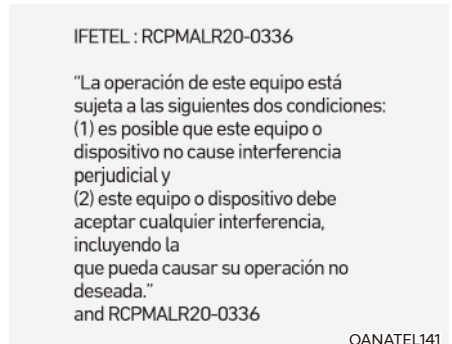 IFETEL : RCPMALR20-0336
"La operación de este equipo está
sujeta a las siguientes dos condiciones:
(1) es posible que este equipo o
dispositivo no cause interferencia
perjudicial y
(2) este equipo o dispositivo debe
aceptar cualquier interferencia,
incluyendo la
que pueda causar su operación no
deseada."
and RCPMALR20-0336
OANATEL141